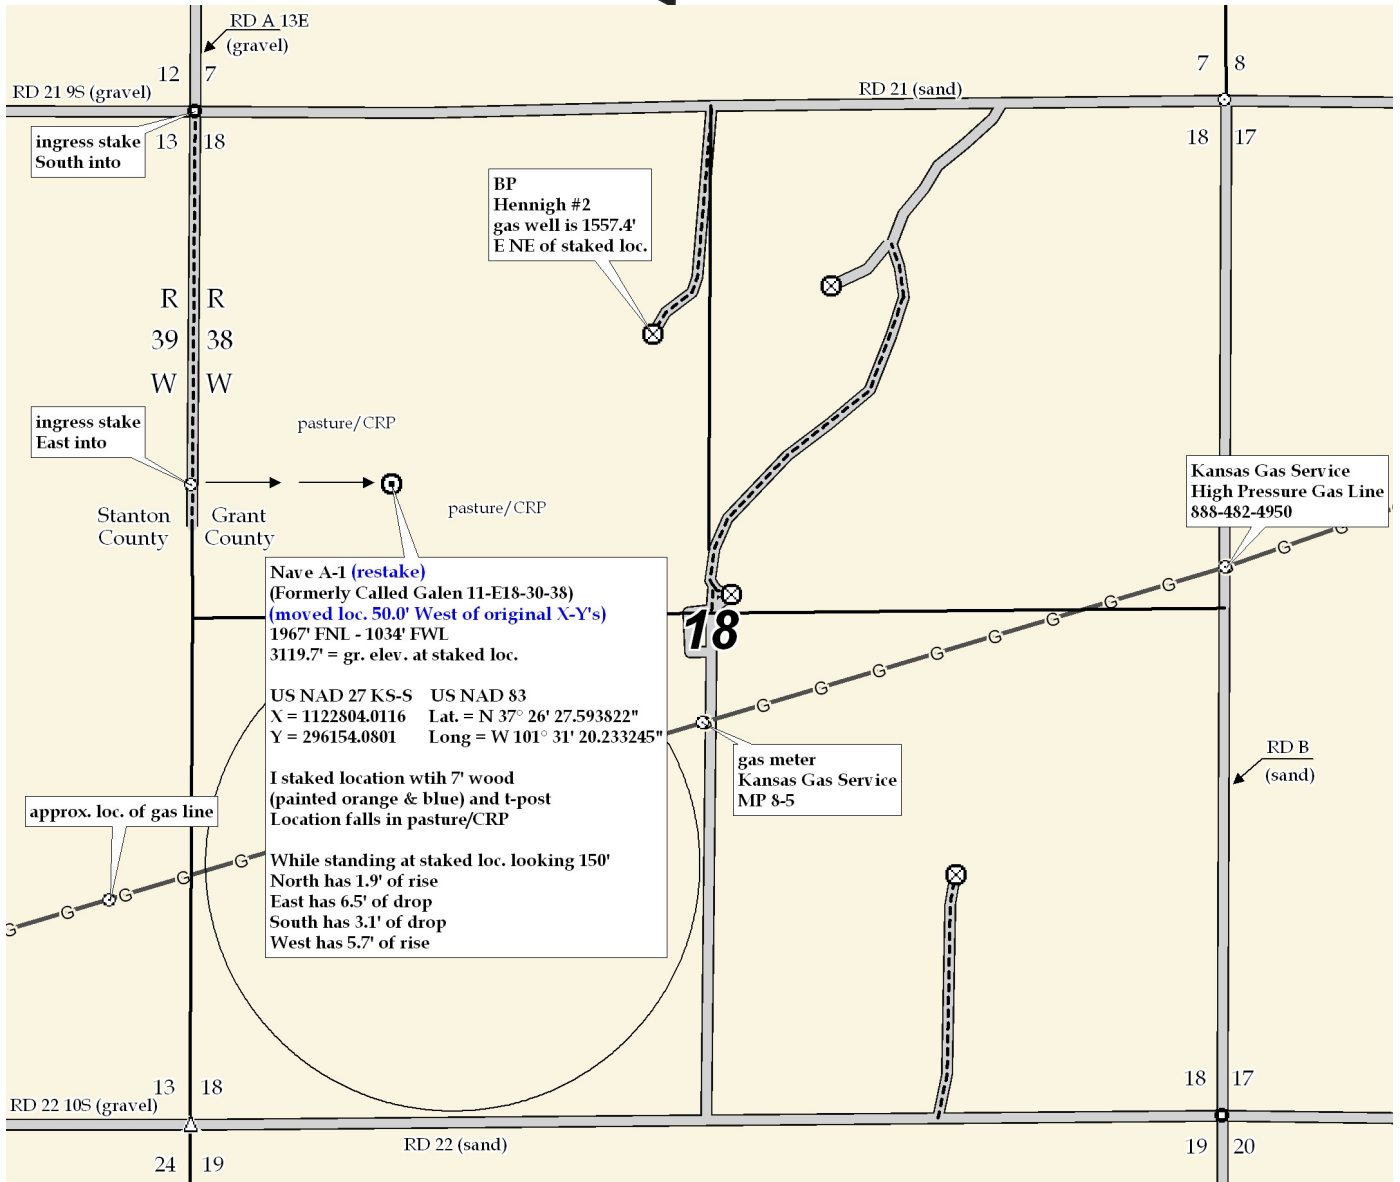 RD A 13E
(gravel)
12 7
7 8
RD 21 9S (gravel)
RD 21 (sand)
ingress stake
South into
13 18
18 17
BP
Hennigh #2
gas well is 1557.4'
E NE of staked loc.
R R
39 38
W W
ingress stake
East into
pasture/CRP
pasture/CRP
Kansas Gas Service
High Pressure Gas Line
888-482-4950
Stanton County
Grant County
Nave A-1 (restake)
(Formerly Called Galen 11-E18-30-38)
(moved loc. 50.0' West of original X-Y's)
1967' FNL - 1034' FWL
3119.7' = gr. elev. at staked loc.
US NAD 27 KS-S US NAD 83
X = 1122804.0116 Lat. = N 37° 26' 27.593822"
Y = 296154.0801 Long = W 101° 31' 20.233245"
I staked location wtih 7' wood
(painted orange & blue) and t-post
Location falls in pasture/CRP
While standing at staked loc. looking 150'
North has 1.9' of rise
East has 6.5' of drop
South has 3.1' of drop
West has 5.7' of rise
18
G G G G G G G G G
gas meter
Kansas Gas Service
MP 8-5
RD B
(sand)
approx. loc. of gas line
G G G G G
13 18
18 17
RD 22 10S (gravel)
RD 22 (sand)
24 19
19 20